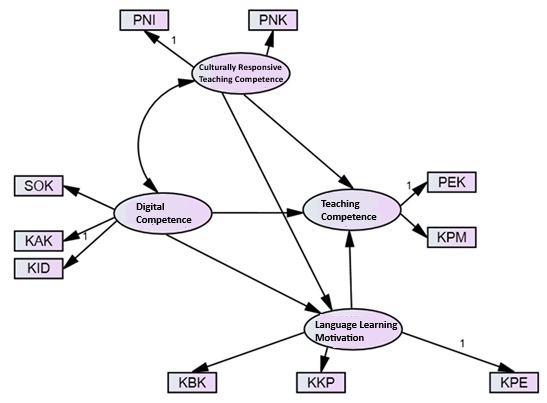 PNI
PNK
1
Culturally Responsive
Teaching Competence
SOK
Digital
Competence
Teaching
Competence
1
PEK
KAK
1
KID
KPM
Language Learning
Motivation
1
KBK
KKP
KPE